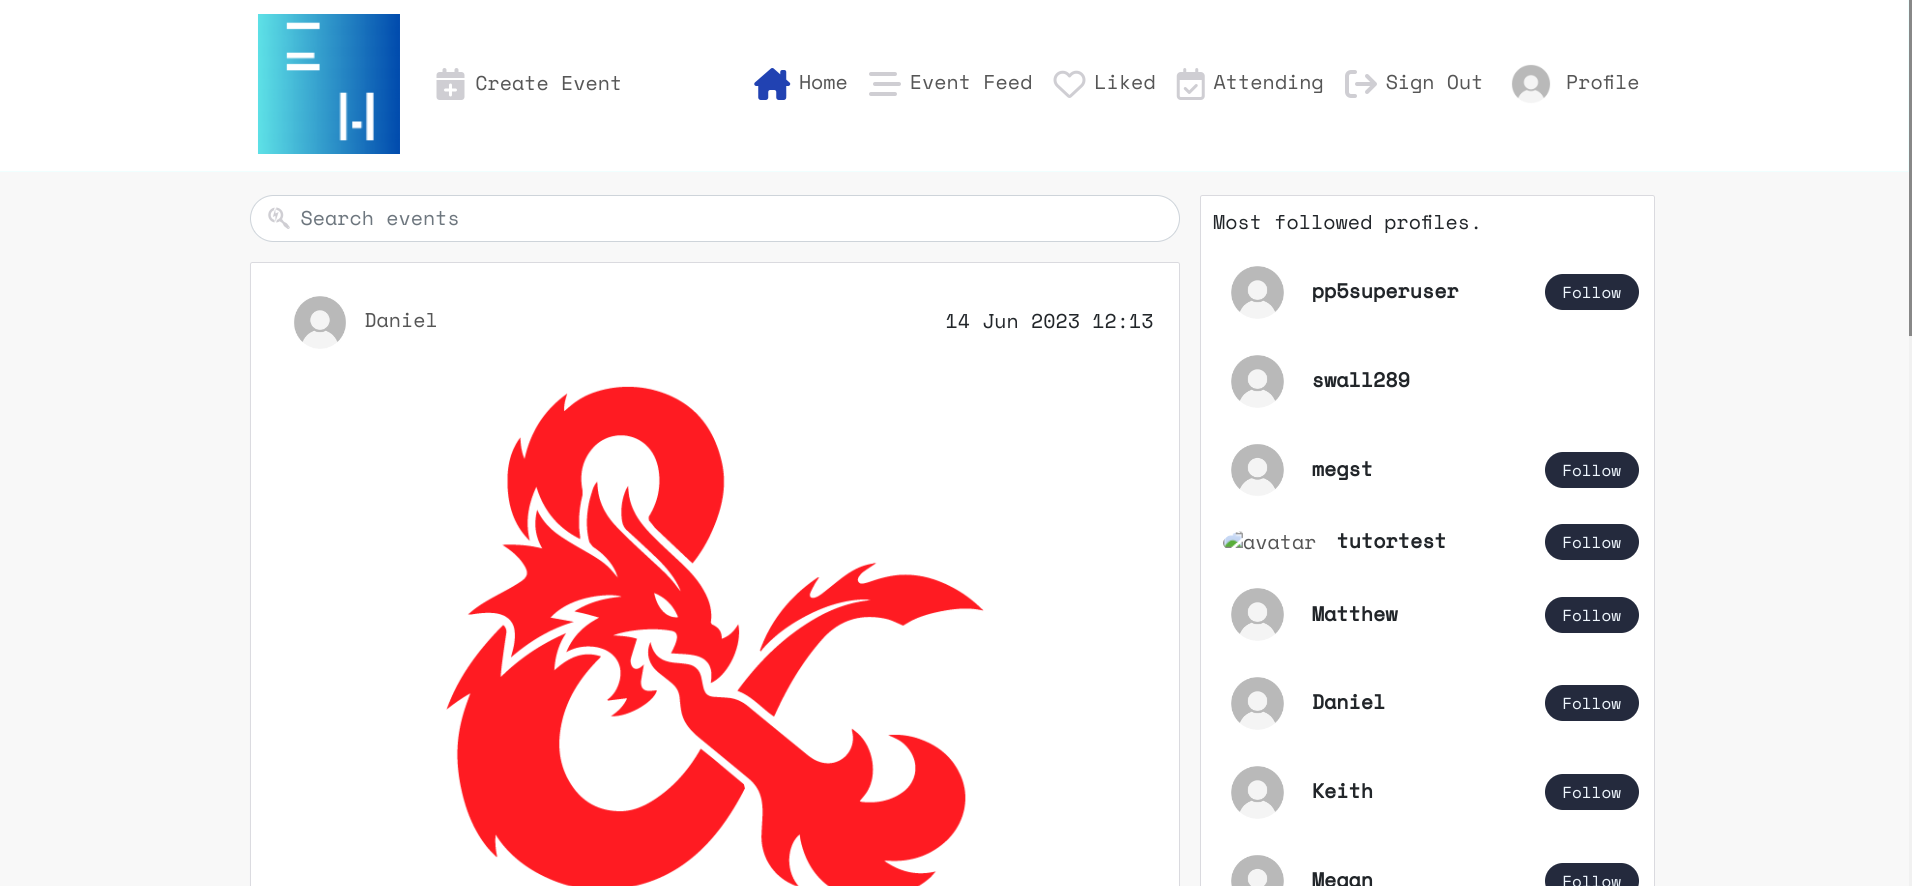 E
H
Create Event
Home Event Feed Liked Attending Sign Out Profile
Search events
Daniel 14 Jun 2023 12:13
Most followed profiles.
pp5superuser Follow
swall289
megst Follow
avatar tutortest Follow
Matthew Follow
Daniel Follow
Keith Follow
Megan Follow